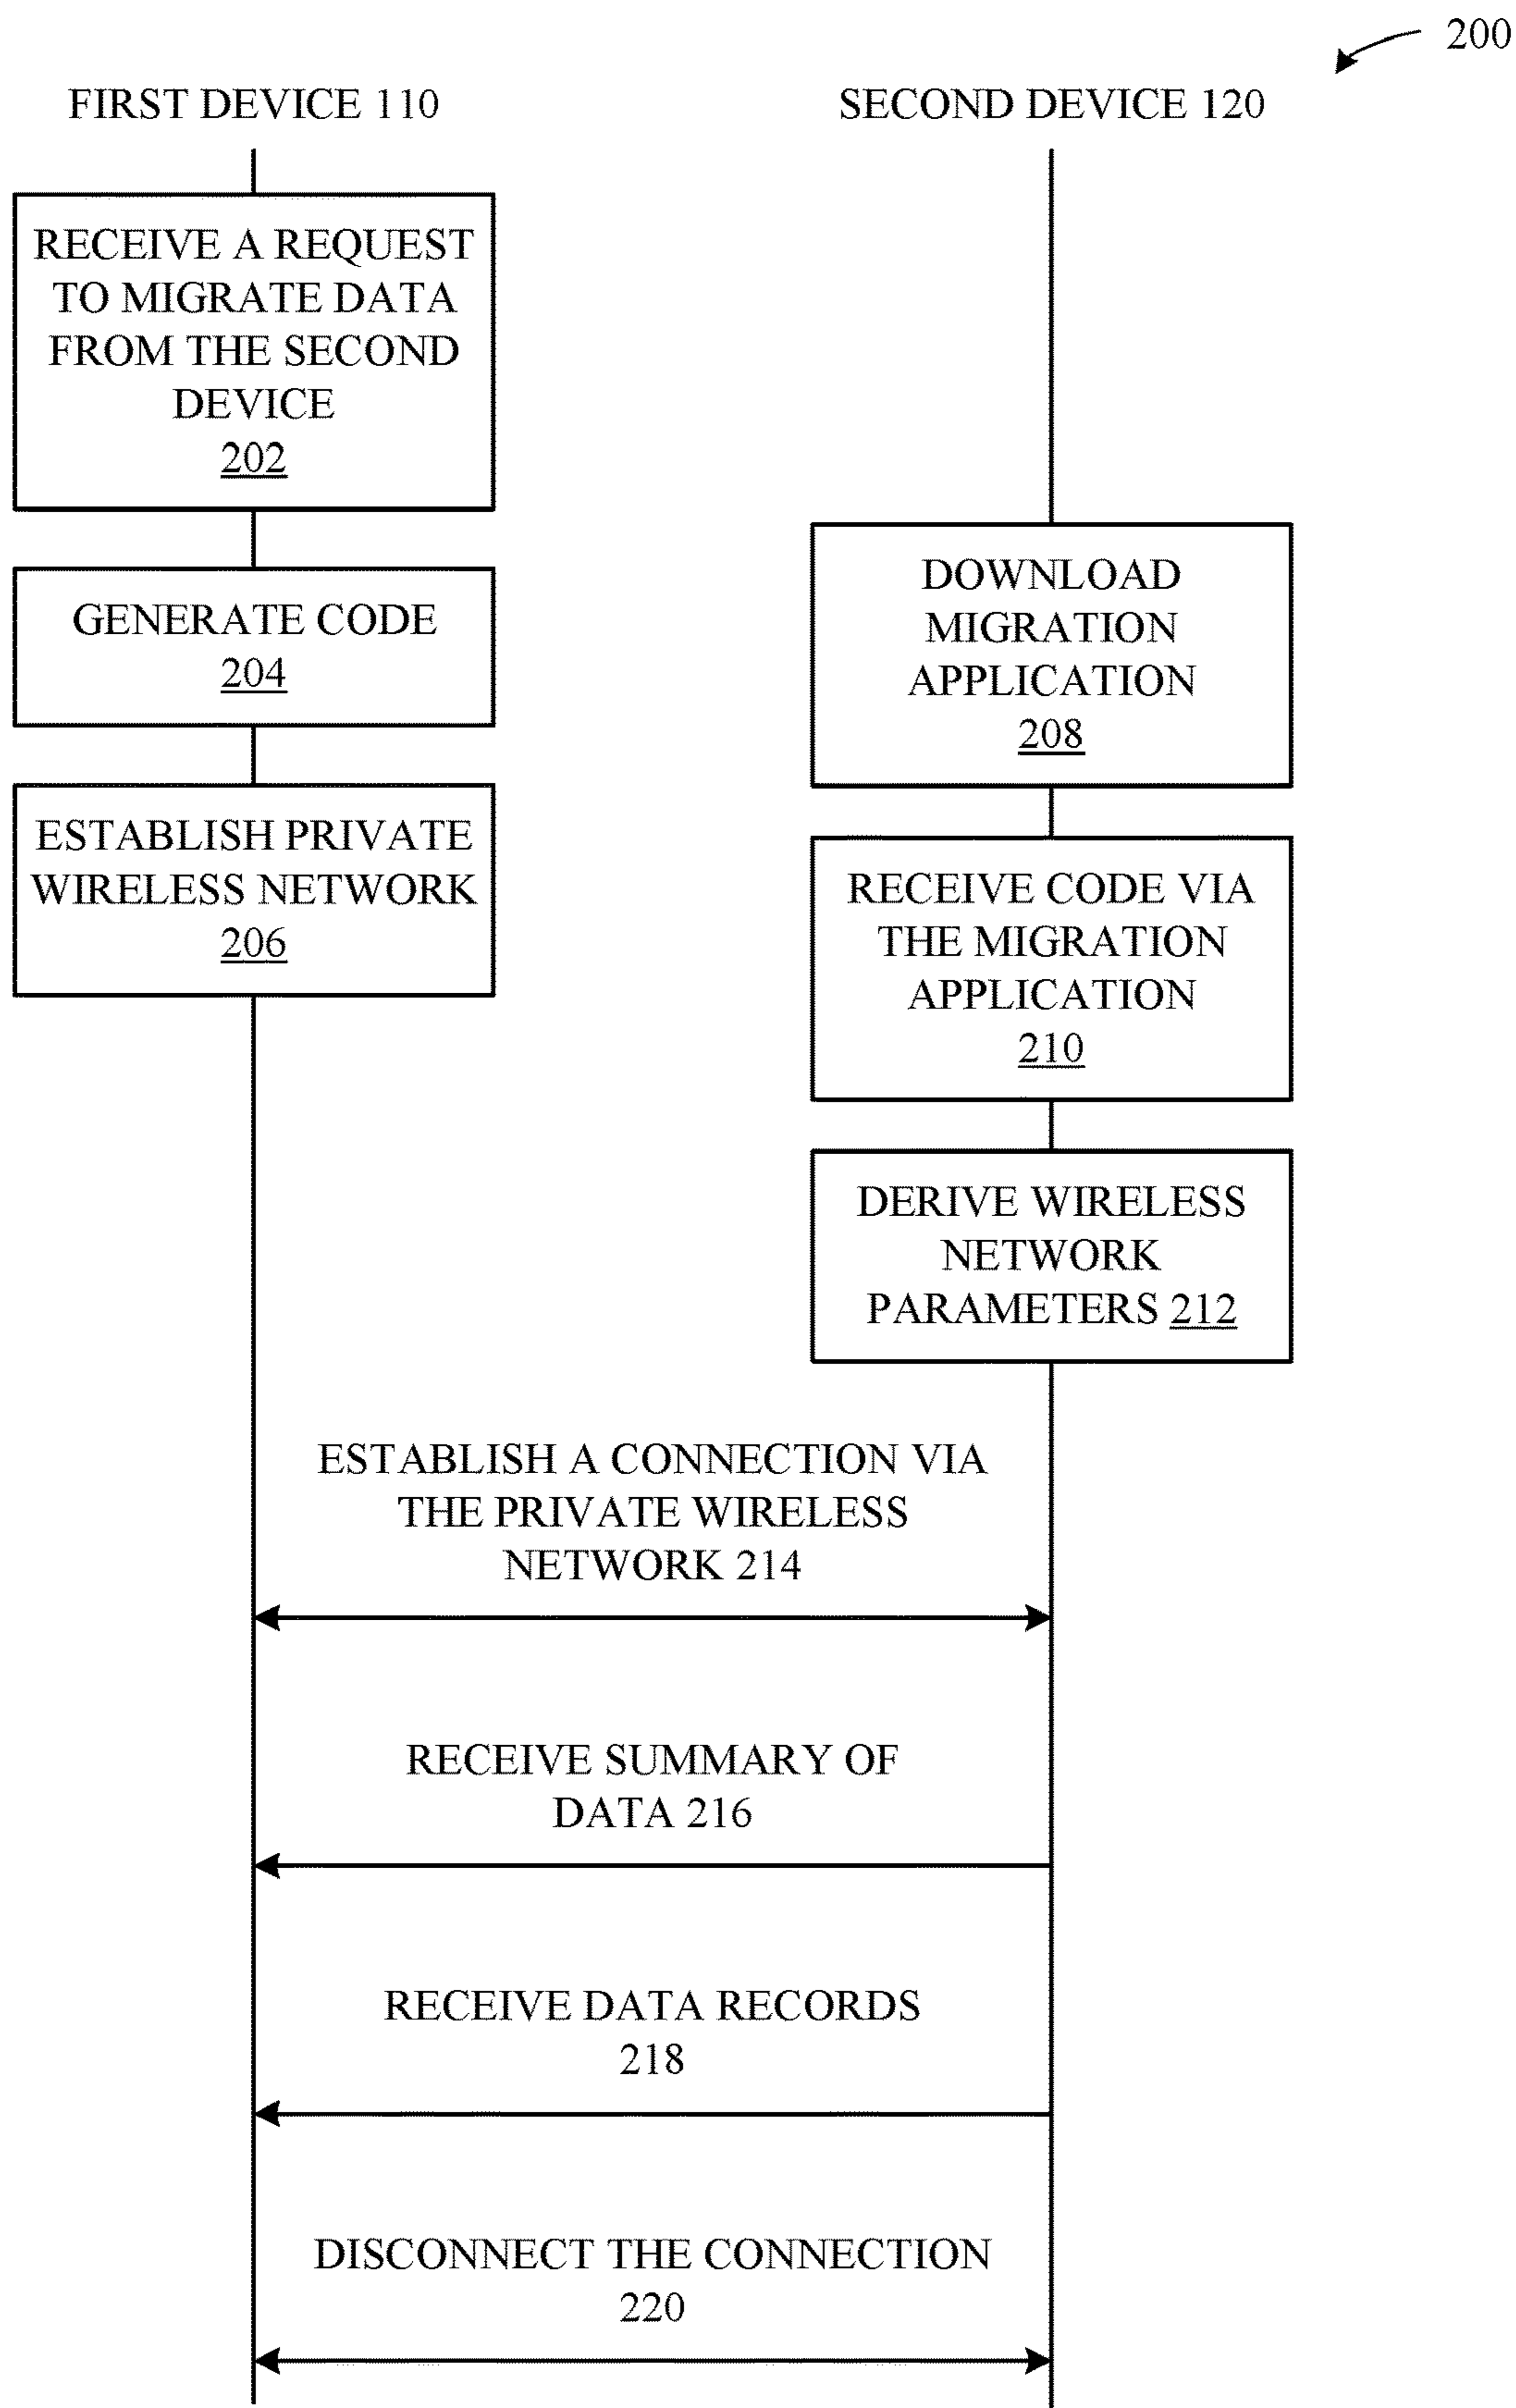 200
FIRST DEVICE 110
SECOND DEVICE 120
RECEIVE A REQUEST
TO MIGRATE DATA
FROM THE SECOND
DEVICE
202
GENERATE CODE
204
ESTABLISH PRIVATE
WIRELESS NETWORK
206
DOWNLOAD
MIGRATION
APPLICATION
208
RECEIVE CODE VIA
THE MIGRATION
APPLICATION
210
DERIVE WIRELESS
NETWORK
PARAMETERS 212
ESTABLISH A CONNECTION VIA
THE PRIVATE WIRELESS
NETWORK 214
RECEIVE SUMMARY OF
DATA 216
RECEIVE DATA RECORDS
218
DISCONNECT THE CONNECTION
220